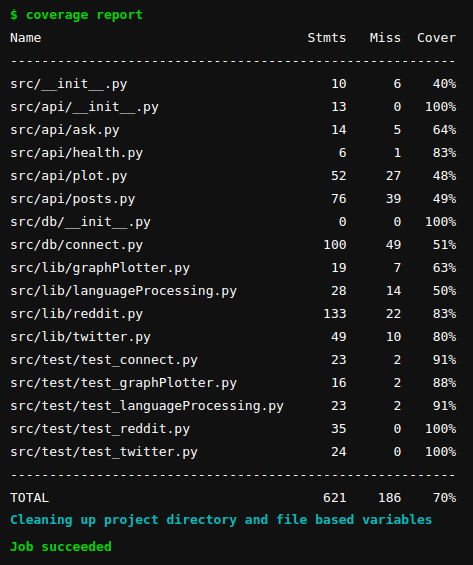 $ coverage report
Name                                  Stmts   Miss  Cover
---------------------------------------------------------
src/__init__.py                          10      6    40%
src/api/__init__.py                      13      0   100%
src/api/ask.py                           14      5    64%
src/api/health.py                         6      1    83%
src/api/plot.py                          52     27    48%
src/api/posts.py                         76     39    49%
src/db/__init__.py                        0      0   100%
src/db/connect.py                       100     49    51%
src/lib/graphPlotter.py                  19      7    63%
src/lib/languageProcessing.py            28     14    50%
src/lib/reddit.py                       133     22    83%
src/lib/twitter.py                       49     10    80%
src/test/test_connect.py                 23      2    91%
src/test/test_graphPlotter.py            16      2    88%
src/test/test_languageProcessing.py      23      2    91%
src/test/test_reddit.py                  35      0   100%
src/test/test_twitter.py                 24      0   100%
---------------------------------------------------------
TOTAL                                   621    186    70%
Cleaning up project directory and file based variables
Job succeeded